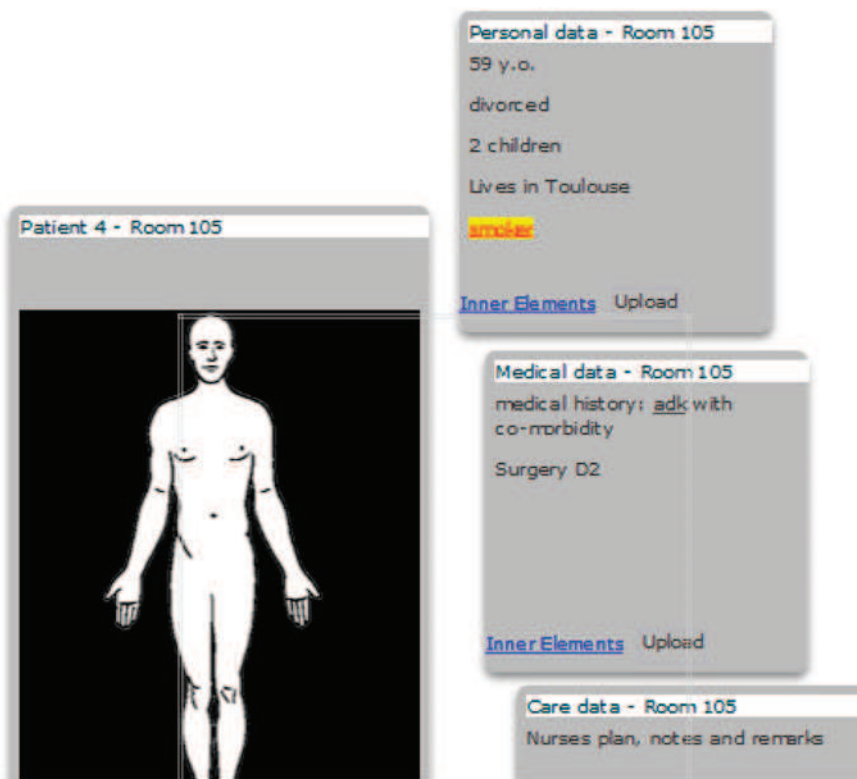 Personal data - Room 105
59 y.o.
divorced
2 children
Lives in Toulouse
smoker
Inner Elements Upload
Patient 4 - Room 105
Medical data - Room 105
medical history: adk with
co-morbidity
Surgery D2
Inner Elements Upload
Care data - Room 105
Nurses plan, notes and remarks